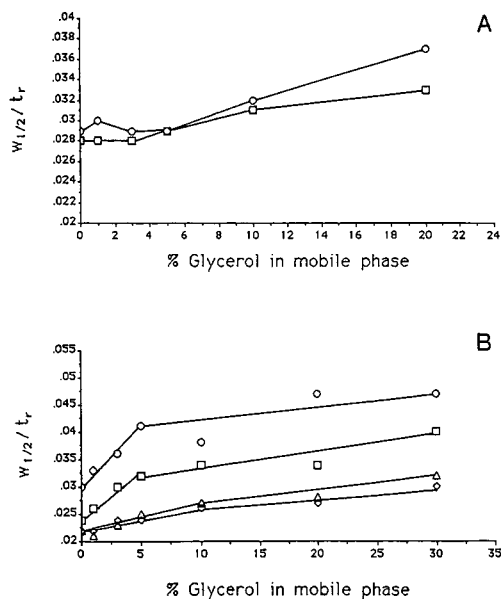 A
.04
.038
.036
.034
.032
.03
.028
.026
.024
.022
.02
W1/2 / tr
0 2 4 6 8 10 12 14 16 18 20 22 24
% Glycerol in mobile phase
B
.055
.05
.045
.04
.035
.03
.025
.02
W1/2 / tr
0 5 10 15 20 25 30 35
% Glycerol in mobile phase